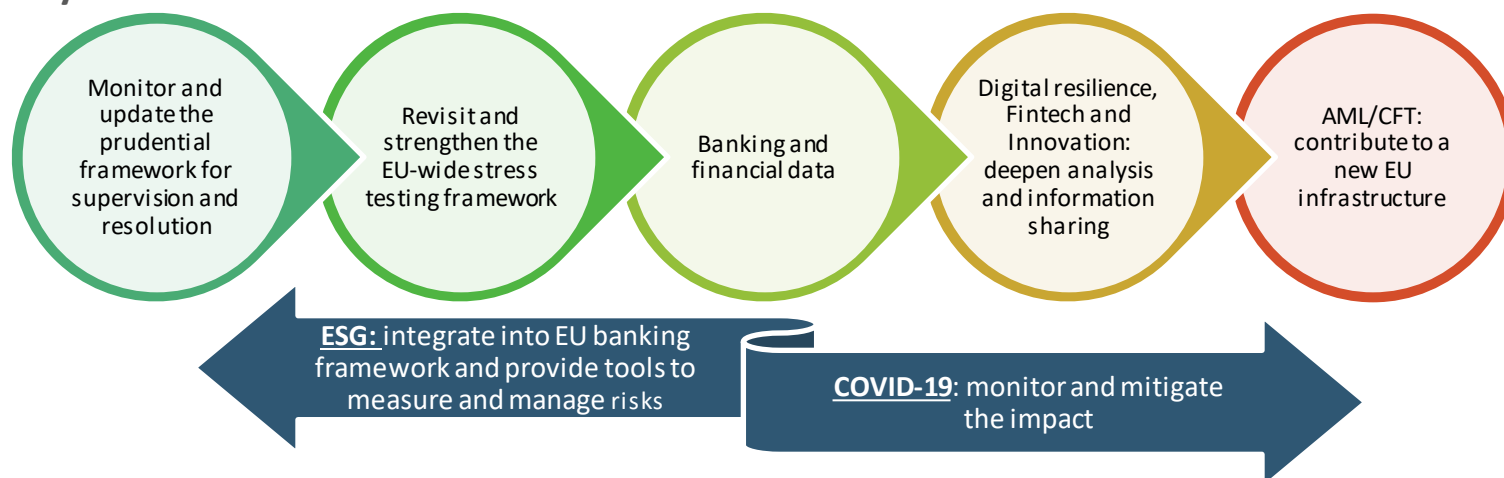 Monitor and
update the
prudential
framework for
supervision and
resolution
Revisit and
strengthen the
EU-wide stress
testing framework
Banking and
financial data
Digital resilience,
Fintech and
Innovation:
deepen analysis
and information
sharing
AML/CFT:
contribute to a
new EU
infrastructure
ESG: integrate into EU banking
framework and provide tools to
measure and manage risks
COVID-19: monitor and mitigate
the impact